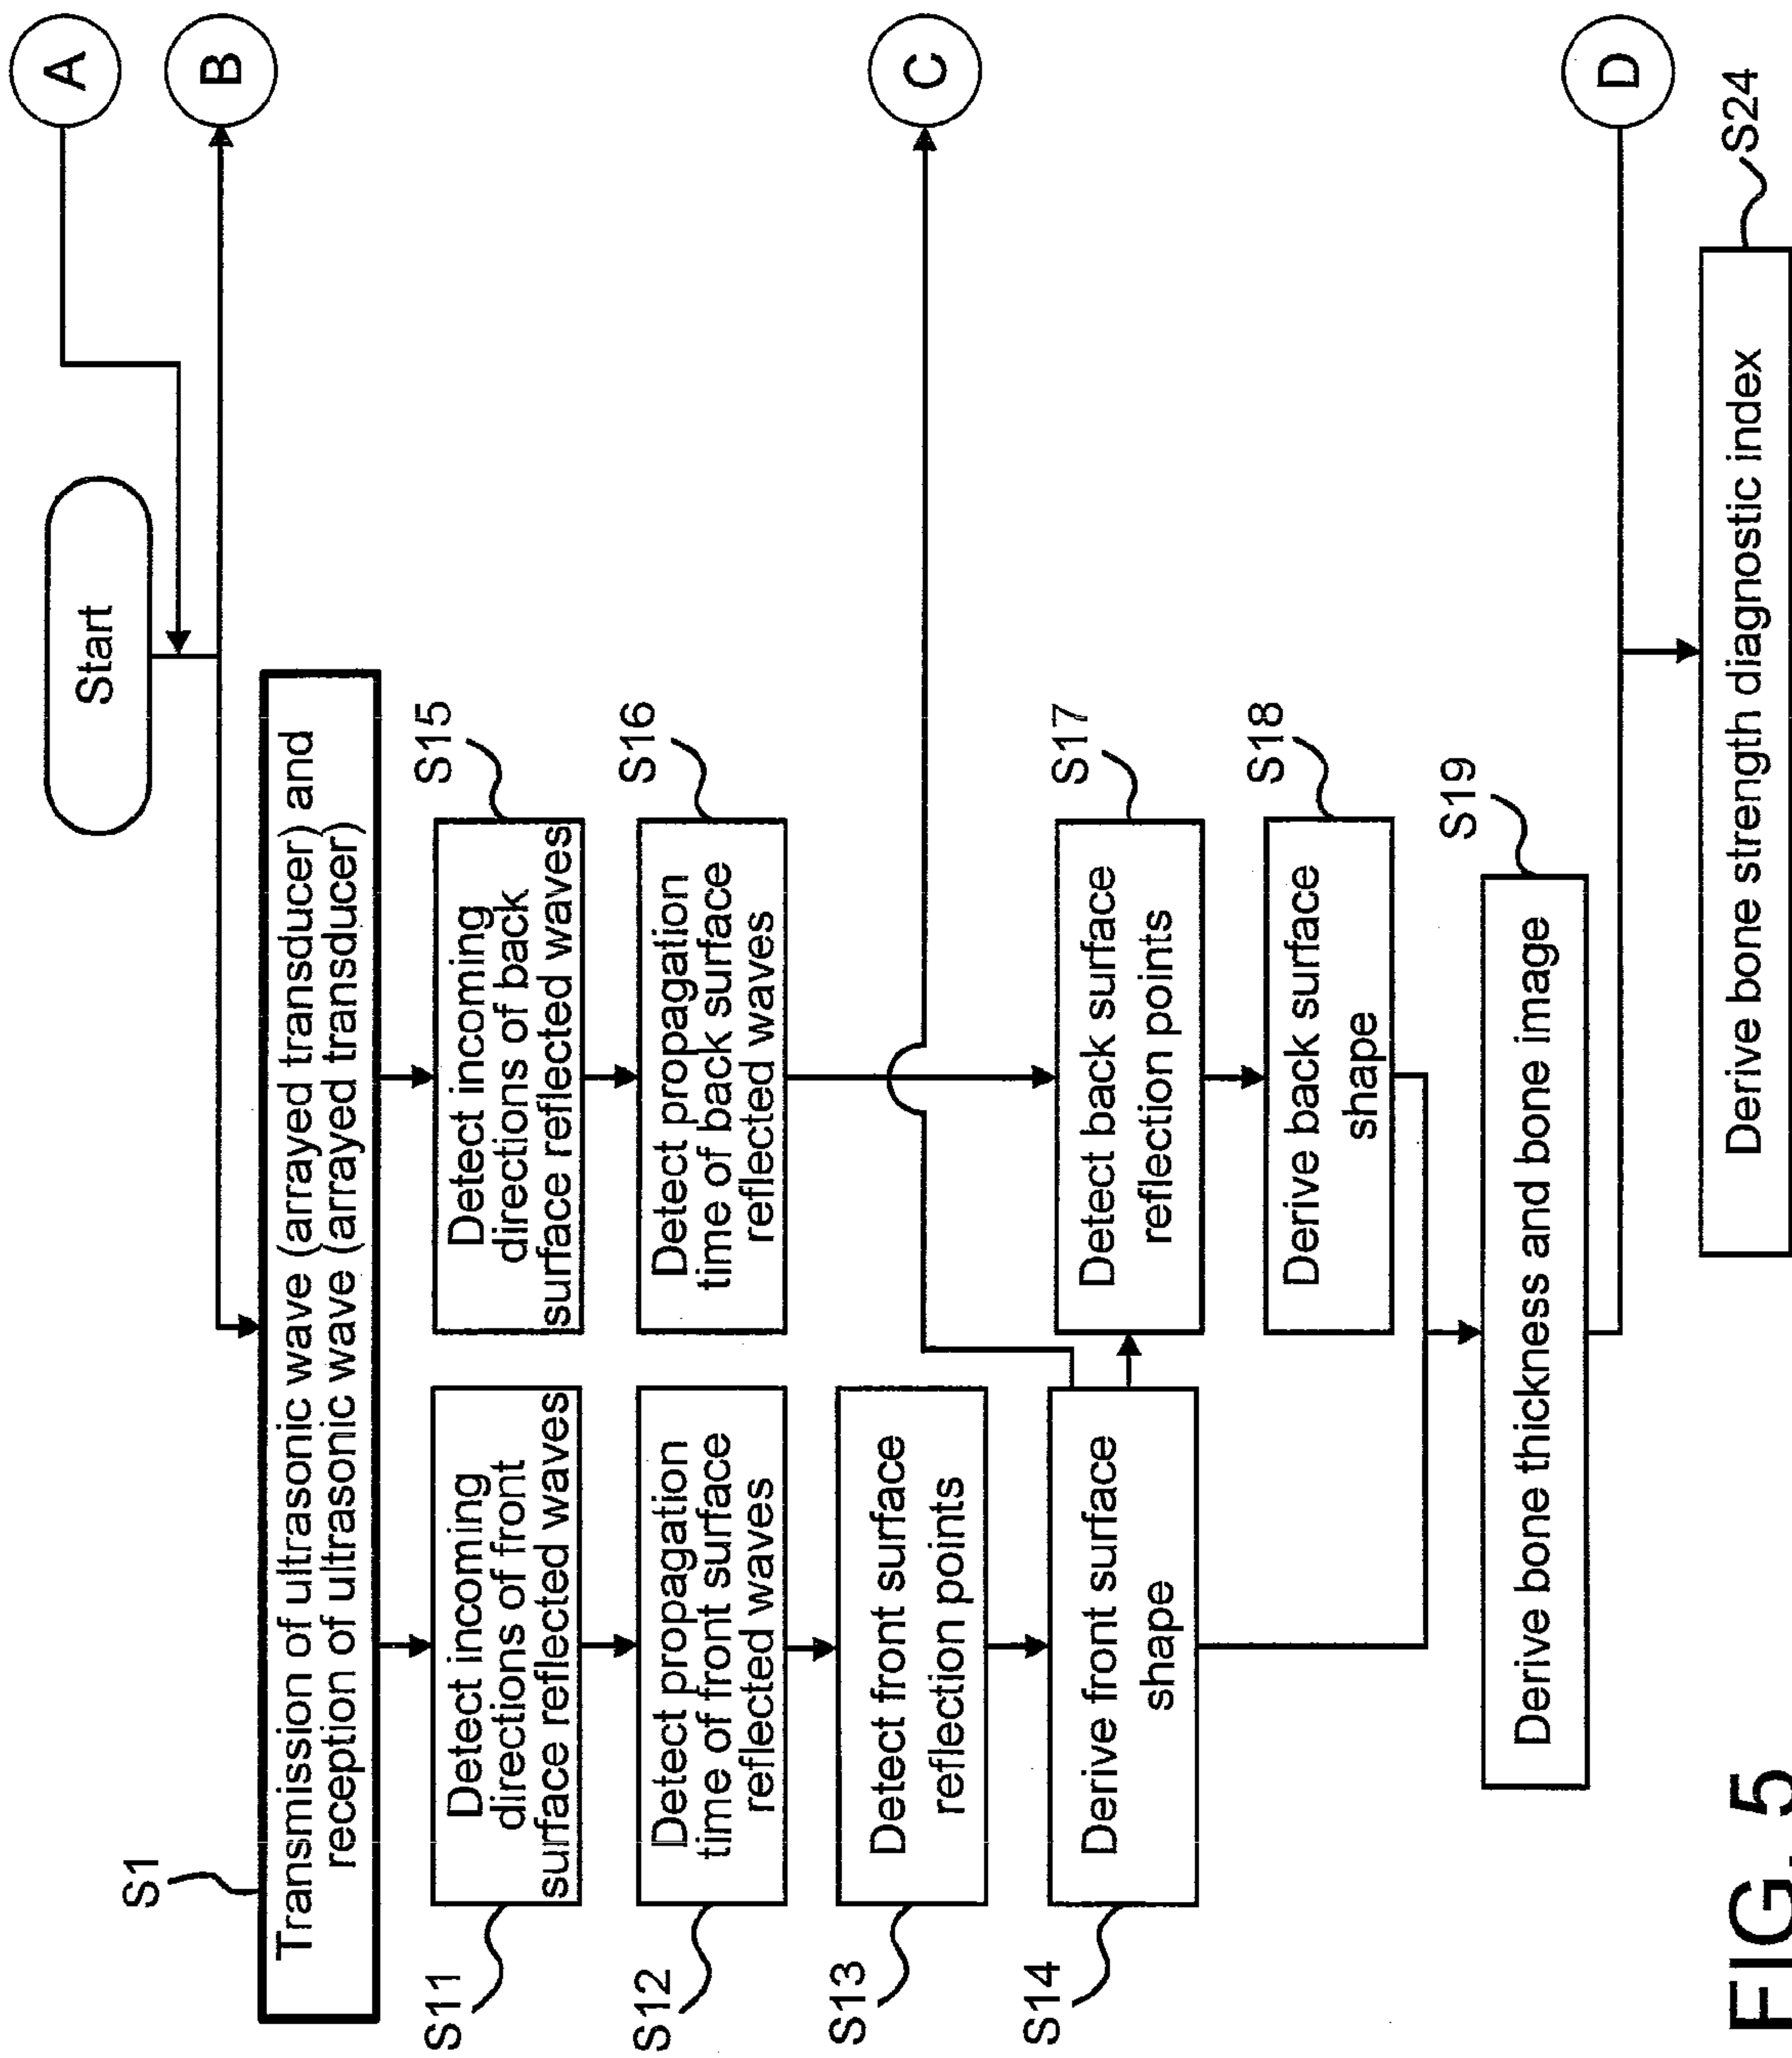 Start
A
B
S1
Transmission of ultrasonic wave (arrayed transducer) and
reception of ultrasonic wave (arrayed transducer)
S11
Detect incoming
directions of front
surface reflected waves
S15
Detect incoming
directions of back
surface reflected waves
S12
Detect propagation
time of front surface
reflected waves
S16
Detect propagation
time of back surface
reflected waves
S13
Detect front surface
reflection points
C
S14
Derive front surface
shape
S17
Detect back surface
reflection points
S18
Derive back surface
shape
S19
Derive bone thickness and bone image
D
S24
Derive bone strength diagnostic index
FIG. 5